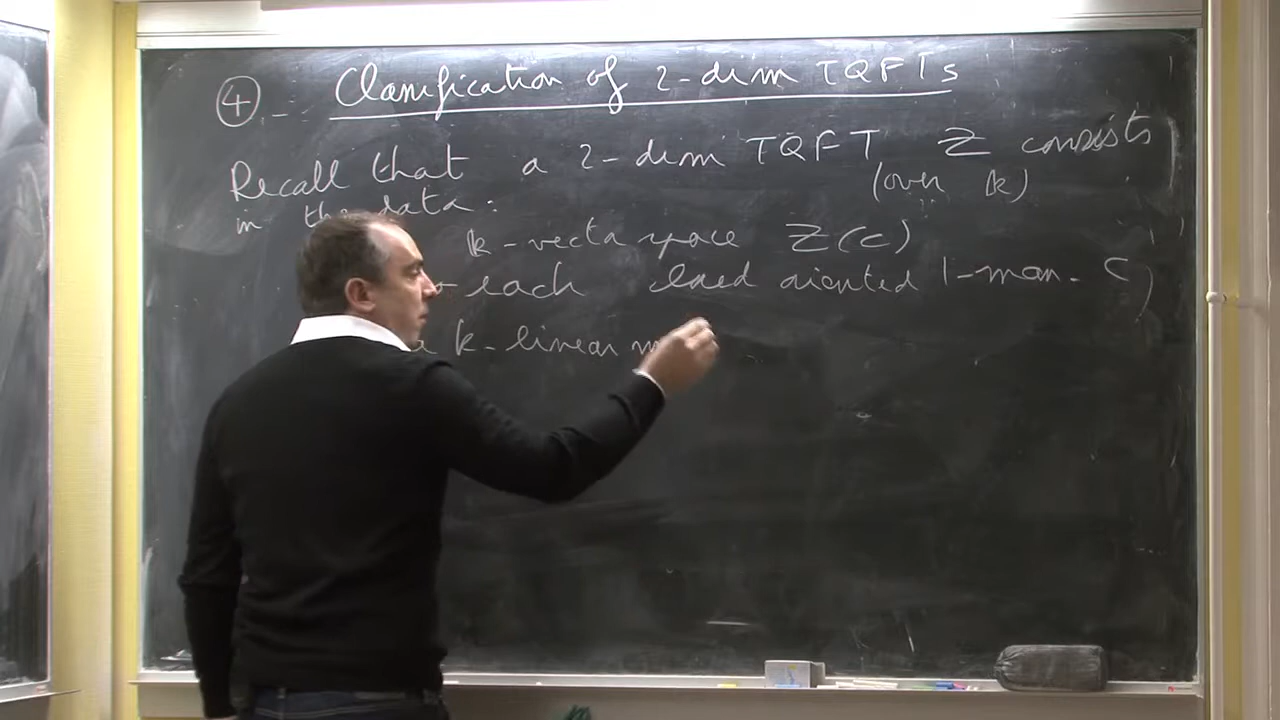 ④ Classification of 2-dim TQFTs
Recall that a 2-dim TQFT Z consists
(over k)
in the data:
k-vector space Z(C)
each closed oriented 1-man. C
a k-linear m